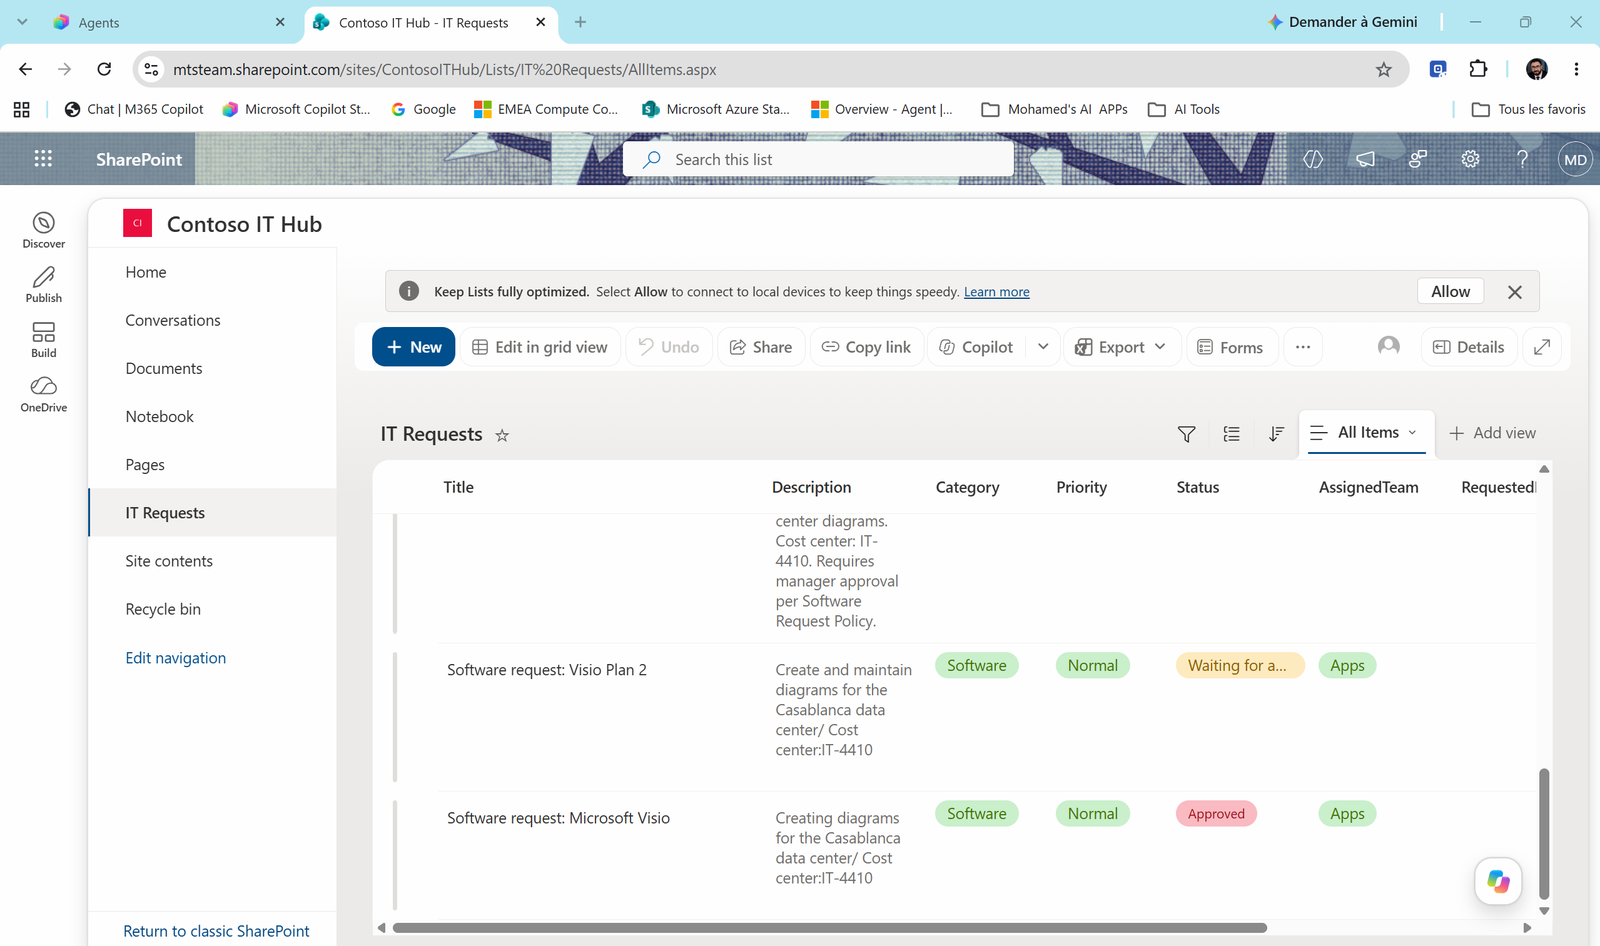 Agents
Contoso IT Hub - IT Requests
Demander à Gemini
mtsteam.sharepoint.com/sites/ContosoITHub/Lists/IT%20Requests/AllItems.aspx
Chat | M365 Copilot
Microsoft Copilot St...
Google
EMEA Compute Co...
Microsoft Azure Sta...
Overview - Agent |...
Mohamed's AI APPs
AI Tools
Tous les favoris
SharePoint
Search this list
MD
Discover
Publish
Build
OneDrive
CI
Contoso IT Hub
Home
Conversations
Documents
Notebook
Pages
IT Requests
Site contents
Recycle bin
Edit navigation
Return to classic SharePoint
Keep Lists fully optimized. Select Allow to connect to local devices to keep things speedy. Learn more
Allow
New
Edit in grid view
Undo
Share
Copy link
Copilot
Export
Forms
Details
IT Requests
All Items
Add view
Title
Description
Category
Priority
Status
AssignedTeam
Requested
center diagrams.
Cost center: IT-
4410. Requires
manager approval
per Software
Request Policy.
Software request: Visio Plan 2
Create and maintain
diagrams for the
Casablanca data
center/ Cost
center:IT-4410
Software
Normal
Waiting for a...
Apps
Software request: Microsoft Visio
Creating diagrams
for the Casablanca
data center/ Cost
center:IT-4410
Software
Normal
Approved
Apps